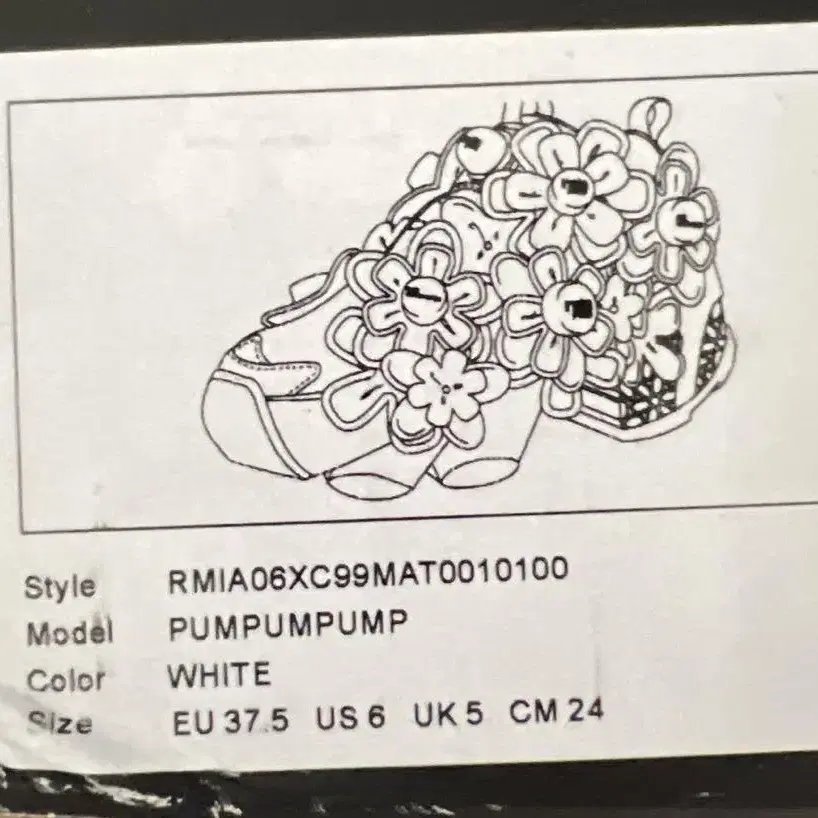 Style RMIA06XC99MAT0010100
Model PUMPUMPUMP
Color WHITE
Size EU 37.5 US 6 UK 5 CM 24